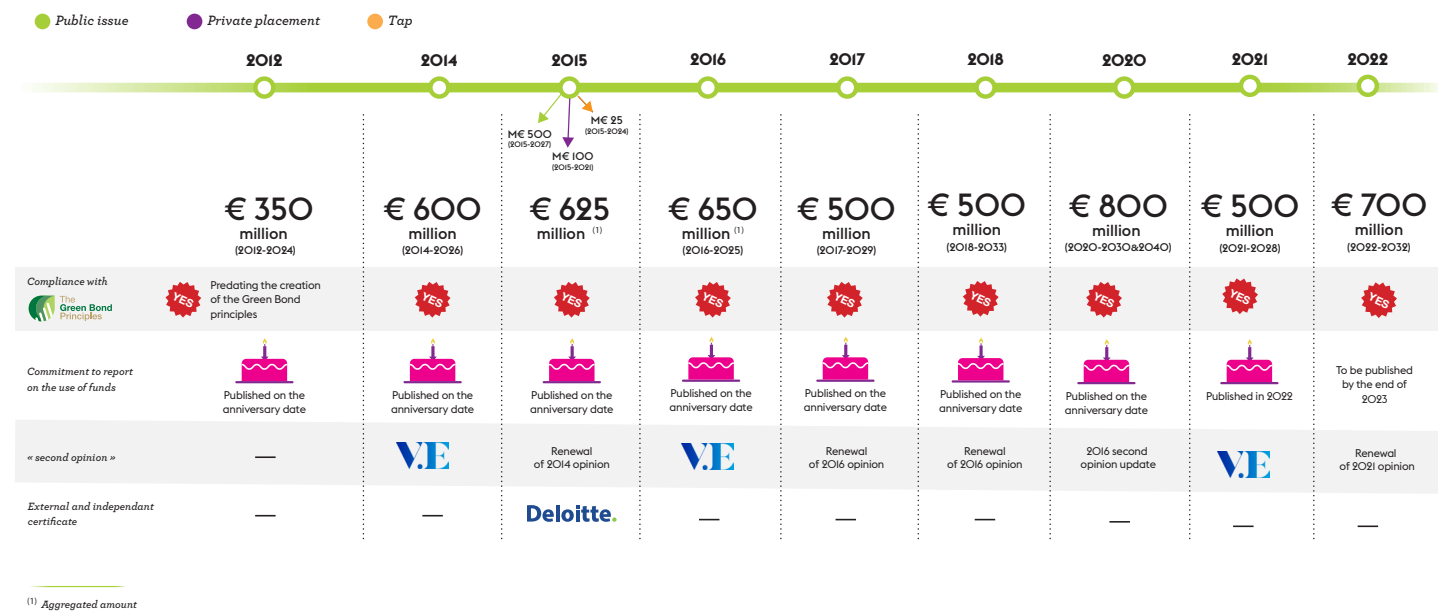 Public issue
Private placement
Tap
2012
2014
2015
2016
2017
2018
2020
2021
2022
M€ 500
(2015-2027)
M€ 100
(2015-2021)
M€ 25
(2015-2024)
€ 350
million
(2012-2024)
€ 600
million
(2014-2026)
€ 625
million (1)
€ 650
million (1)
(2016-2025)
€ 500
million
(2017-2029)
€ 500
million
(2018-2033)
€ 800
million
(2020-2030&2040)
€ 500
million
(2021-2028)
€ 700
million
(2022-2032)
Compliance with
The
Green Bond
Principles
YES
Predating the creation
of the Green Bond
principles
YES
YES
YES
YES
YES
YES
YES
YES
Commitment to report
on the use of funds
Published on the
anniversary date
Published on the
anniversary date
Published on the
anniversary date
Published on the
anniversary date
Published on the
anniversary date
Published on the
anniversary date
Published on the
anniversary date
Published in 2022
To be published
by the end of
2023
« second opinion »
—
V.E
Renewal
of 2014 opinion
V.E
Renewal
of 2016 opinion
Renewal
of 2016 opinion
2016 second
opinion update
V.E
Renewal
of 2021 opinion
External and independant
certificate
—
—
Deloitte.
—
—
—
—
—
—
(1) Aggregated amount